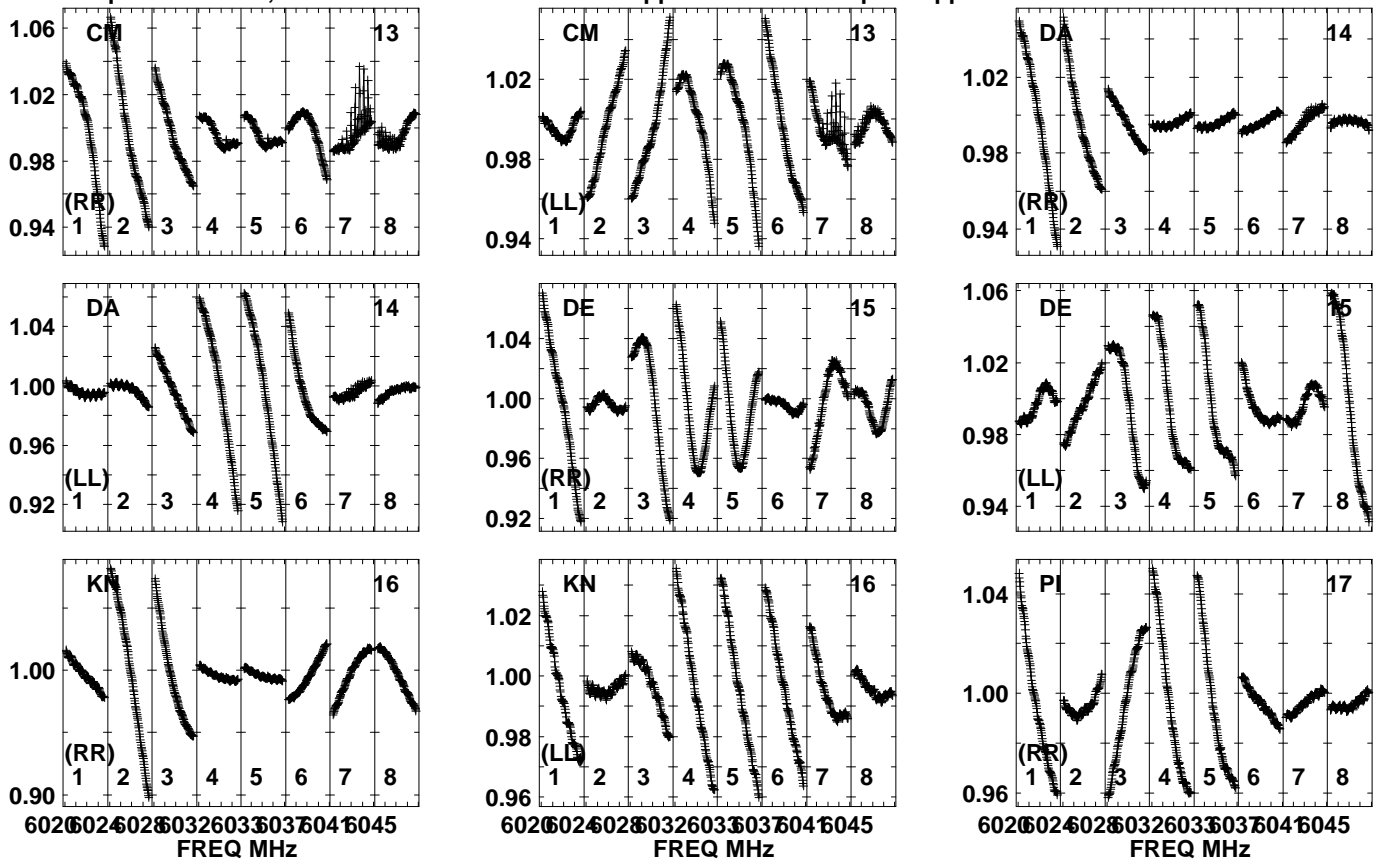 1.06 CM 13
1.02
0.98
0.94
(RR)
1 2 3 4 5 6 7 8
CM 13
1.02
0.98
0.94
(LL)
1 2 3 4 5 6 7 8
DA 14
1.02
0.98
0.94
(RR)
1 2 3 4 5 6 7 8
DA 14
1.04
1.00
0.96
0.92
(LL)
1 2 3 4 5 6 7 8
DE 15
1.04
1.00
0.96
0.92
(RR)
1 2 3 4 5 6 7 8
1.06
DE 15
1.02
0.98
0.94
(LL)
1 2 3 4 5 6 7 8
KN 16
1.00
0.90
(RR)
1 2 3 4 5 6 7 8
KN 16
1.02
1.00
0.98
0.96
(LL)
1 2 3 4 5 6 7 8
PI 17
1.04
1.00
0.96
(RR)
1 2 3 4 5 6 7 8
6020 6024 6028 6032 6033 6037 6041 6045
FREQ MHz
6020 6024 6028 6032 6033 6037 6041 6045
FREQ MHz
6020 6024 6028 6032 6033 6037 6041 6045
FREQ MHz